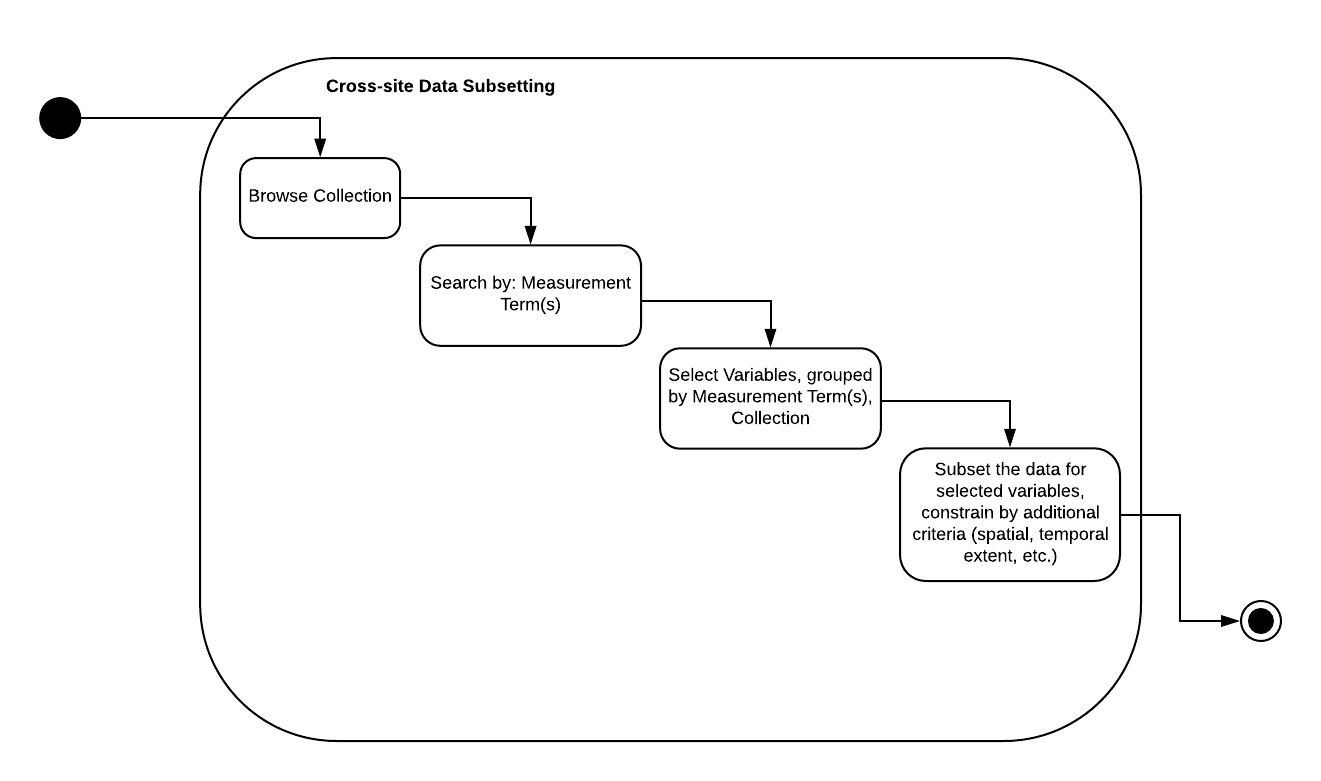 Cross-site Data Subsetting
Browse Collection
Search by: Measurement
Term(s)
Select Variables, grouped
by Measurement Term(s),
Collection
Subset the data for
selected variables,
constrain by additional
criteria (spatial, temporal
extent, etc.)